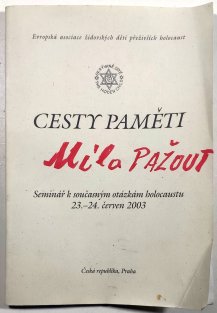 Evropská asociace židovských dětí přeživších holocaust
CESTY PAMĚTI
Míla PAŽOUT
Seminář k současným otázkám holocaustu
23.–24. červen 2003
Česká republika, Praha